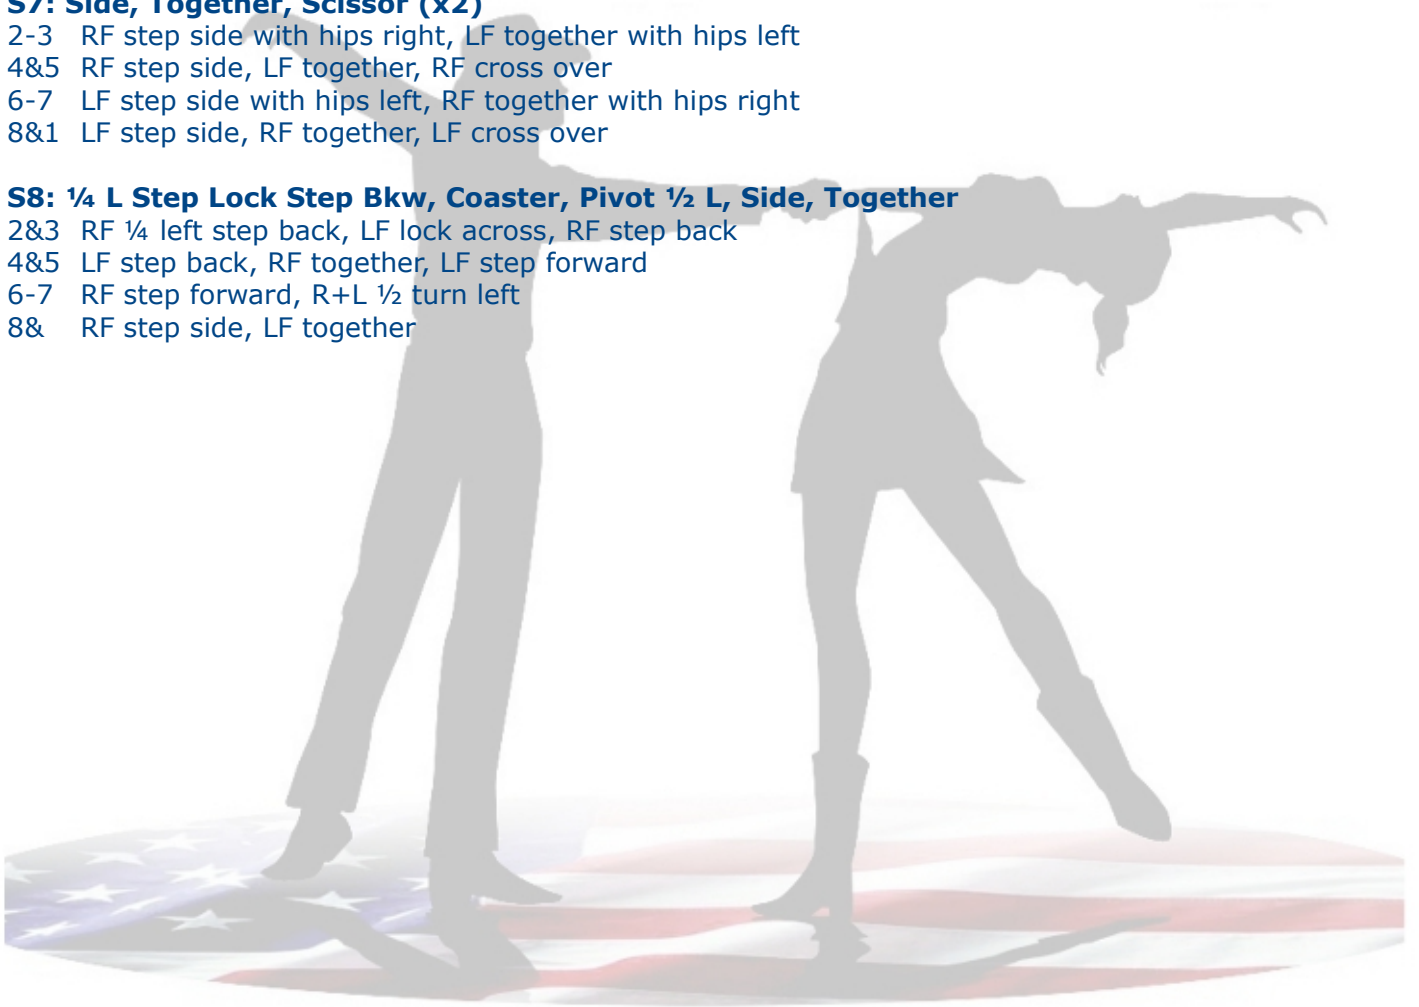 S7: Side, Together, Scissor (x2)
2-3 RF step side with hips right, LF together with hips left
4&5 RF step side, LF together, RF cross over
6-7 LF step side with hips left, RF together with hips right
8&1 LF step side, RF together, LF cross over
S8: ¼ L Step Lock Step Bkw, Coaster, Pivot ½ L, Side, Together
2&3 RF ¼ left step back, LF lock across, RF step back
4&5 LF step back, RF together, LF step forward
6-7 RF step forward, R+L ½ turn left
8& RF step side, LF together